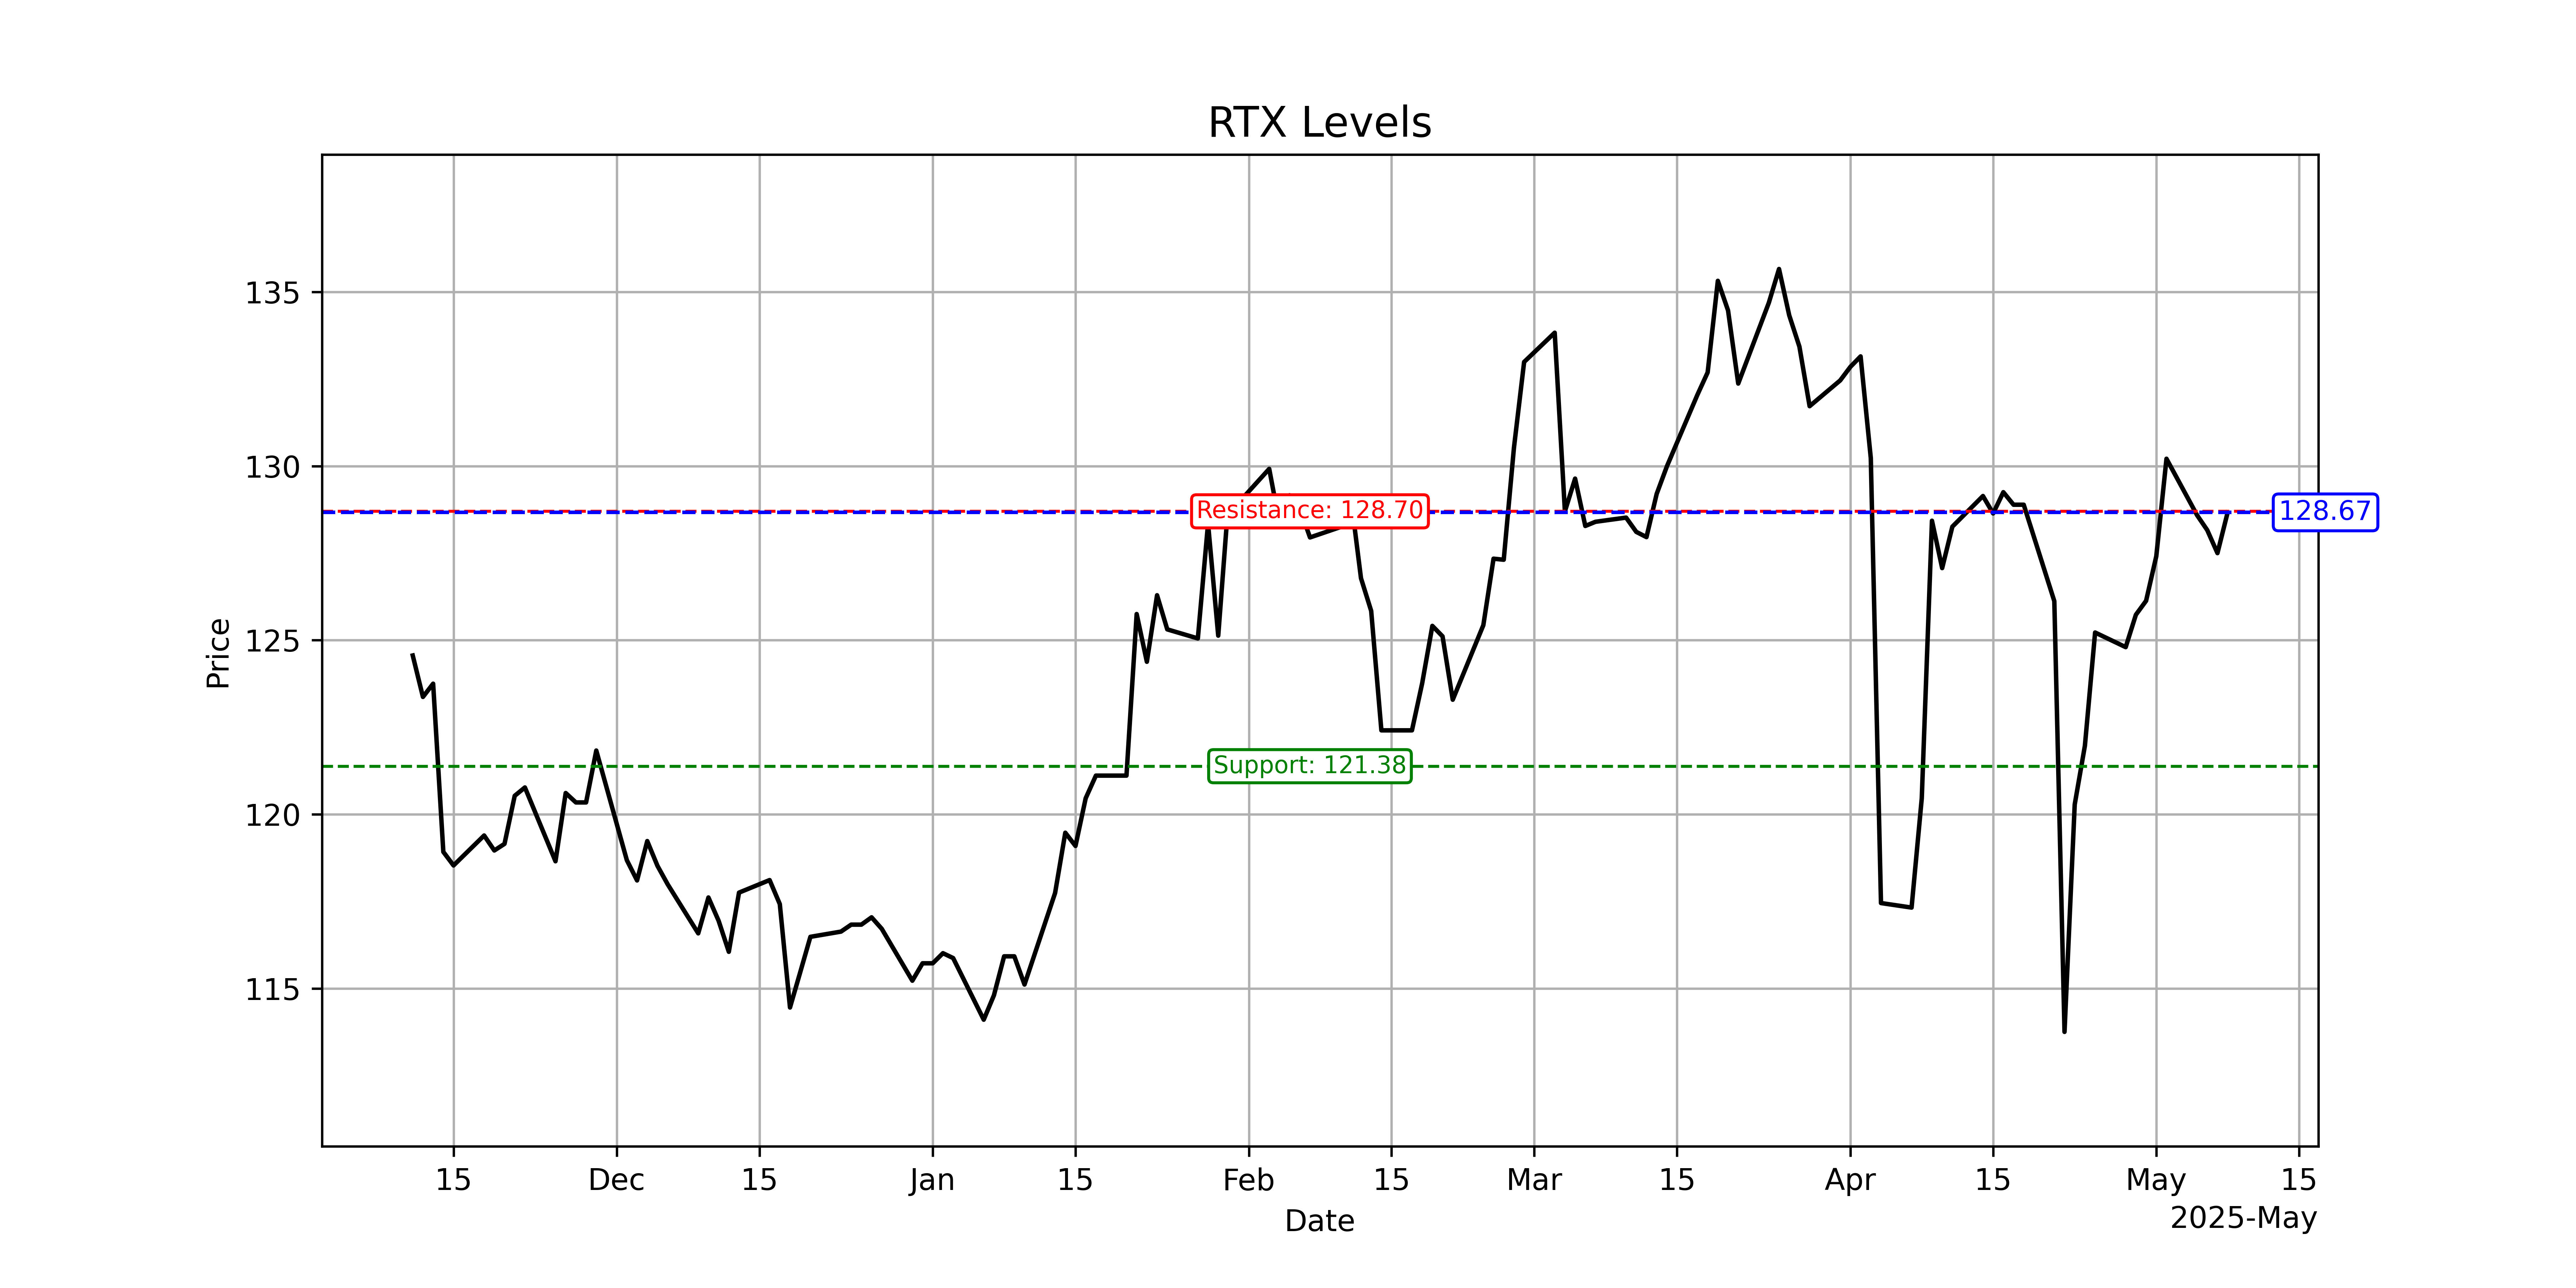 RTX Levels
Price
135
130
125
120
115
Resistance: 128.70
128.67
Support: 121.38
15 Dec 15 Jan 15 Feb 15 Mar 15 Apr 15 May 15
Date
2025-May